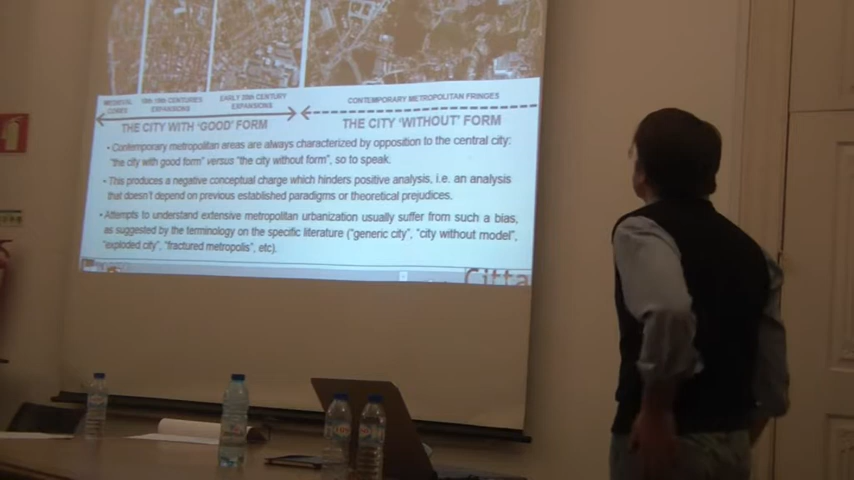 MEDIEVAL 18th-19th CENTURIES EARLY 20th CENTURY CONTEMPORARY METROPOLITAN FRINGES
CORES EXPANSIONS EXPANSIONS
THE CITY WITH 'GOOD' FORM THE CITY 'WITHOUT' FORM
• Contemporary metropolitan areas are always characterized by opposition to the central city:
"the city with good form" versus "the city without form", so to speak.
• This produces a negative conceptual charge which hinders positive analysis, i.e. an analysis
that doesn't depend on previous established paradigms or theoretical prejudices.
• Attempts to understand extensive metropolitan urbanization usually suffer from such a bias,
as suggested by the terminology on the specific literature ("generic city", "city without model",
"exploded city", "fractured metropolis", etc).
Citta